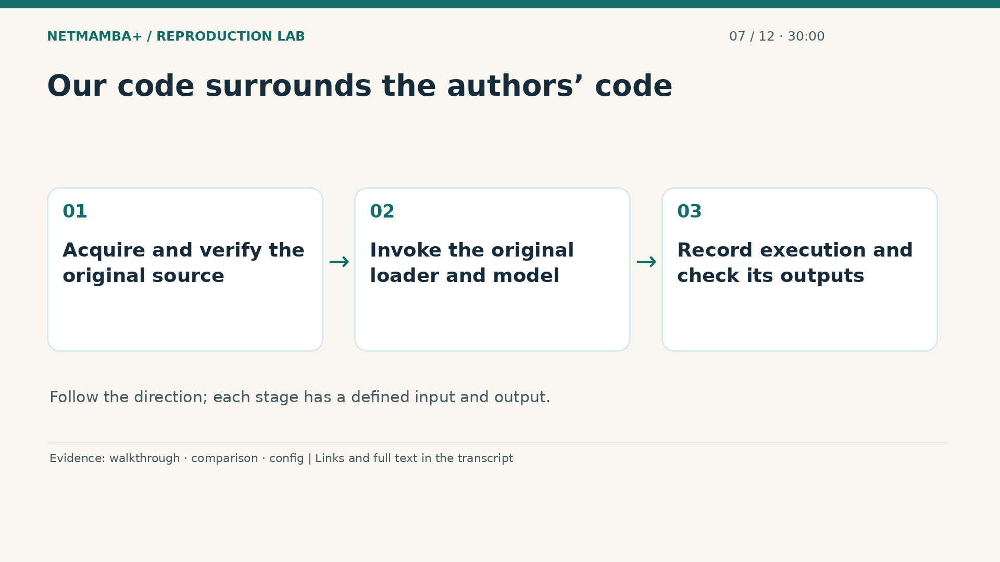 NETMAMBA+ / REPRODUCTION LAB
07 / 12 · 30:00
Our code surrounds the authors’ code
01
Acquire and verify the
original source
→
02
Invoke the original
loader and model
→
03
Record execution and
check its outputs
Follow the direction; each stage has a defined input and output.
Evidence: walkthrough · comparison · config | Links and full text in the transcript